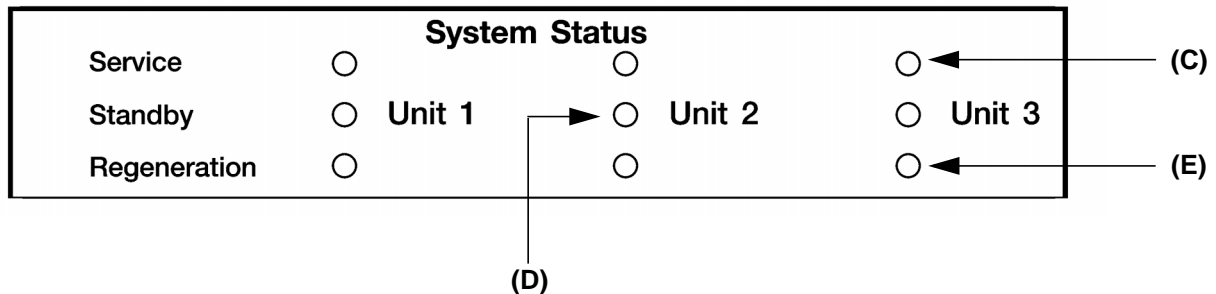 System Status
Service (C)
Standby Unit 1 Unit 2 Unit 3
Regeneration (E)
(D)